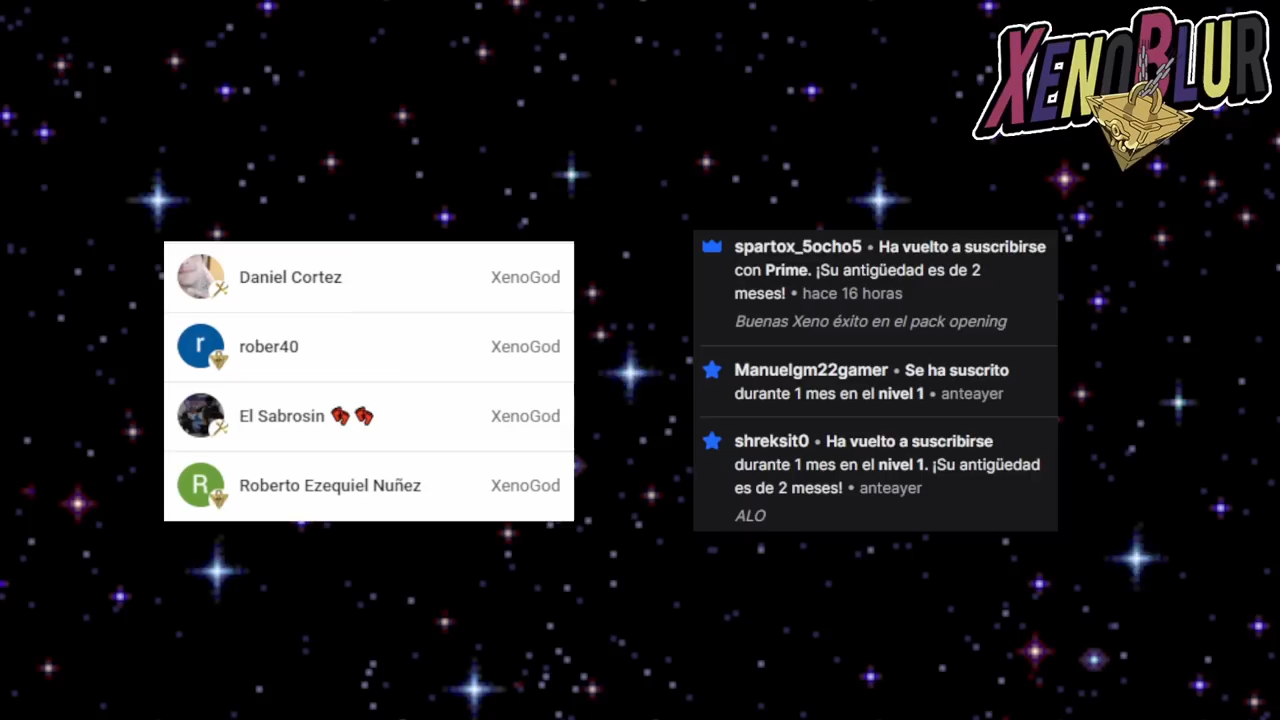 XENOBLUR
Daniel Cortez XenoGod
r rober40 XenoGod
El Sabrosin 👣 XenoGod
R Roberto Ezequiel Nuñez XenoGod
spartox_5ocho5 • Ha vuelto a suscribirse
con Prime. ¡Su antigüedad es de 2
meses! • hace 16 horas
Buenas Xeno éxito en el pack opening
Manuelgm22gamer • Se ha suscrito
durante 1 mes en el nivel 1 • anteayer
shreksit0 • Ha vuelto a suscribirse
durante 1 mes en el nivel 1. ¡Su antigüedad
es de 2 meses! • anteayer
ALO